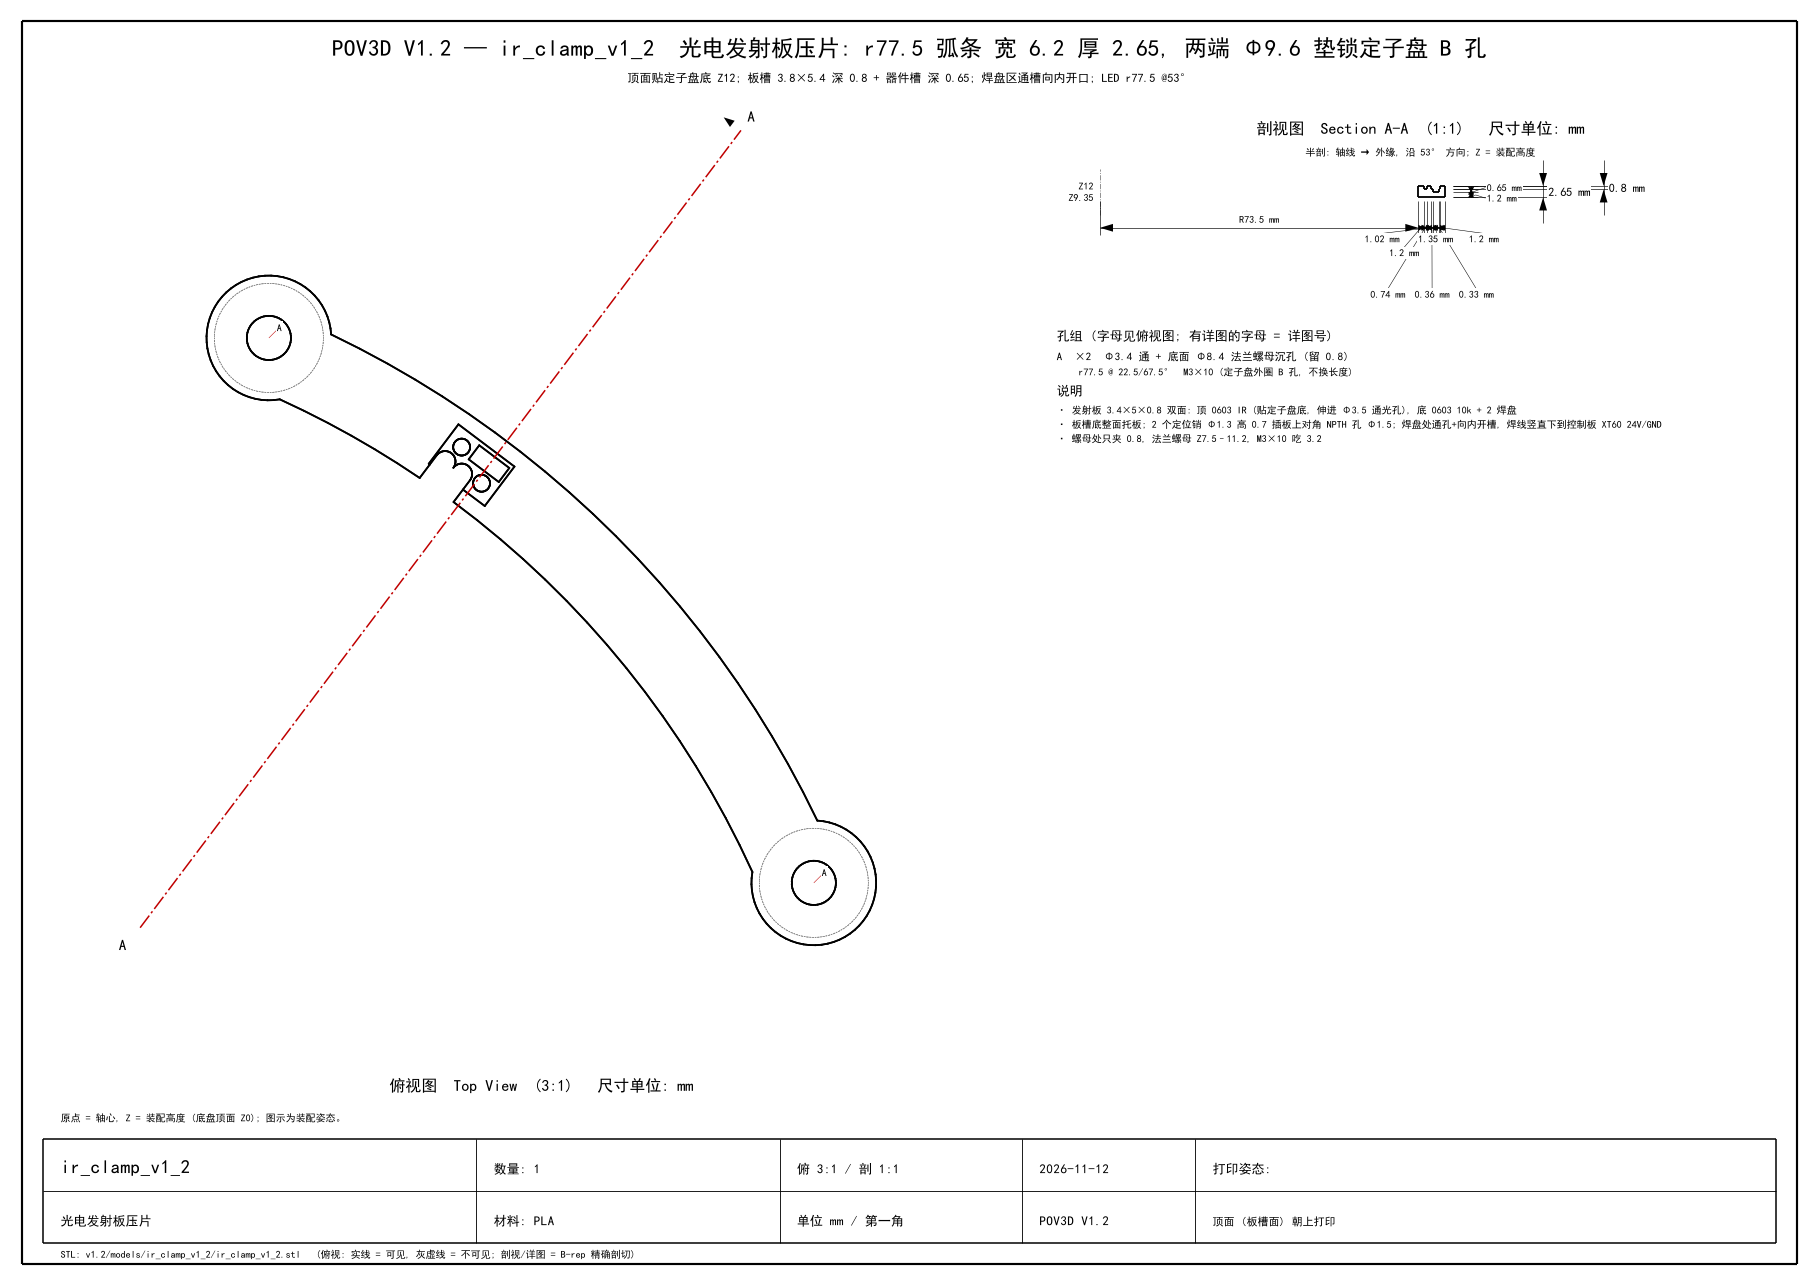 POV3D V1.2 — ir_clamp_v1_2  光电发射板压片: r77.5 弧条 宽 6.2 厚 2.65, 两端 Φ9.6 垫锁定子盘 B 孔
顶面贴定子盘底 Z12; 板槽 3.8×5.4 深 0.8 + 器件槽 深 0.65; 焊盘区通槽向内开口; LED r77.5 @53°
A
A
A
A
俯视图  Top View  (3:1)  尺寸单位: mm
剖视图  Section A-A  (1:1)  尺寸单位: mm
半剖: 轴线 → 外缘, 沿 53° 方向; Z = 装配高度
Z12
Z9.35
R73.5 mm
0.65 mm
1.2 mm
2.65 mm
0.8 mm
1.02 mm
1.35 mm
1.2 mm
1.2 mm
0.74 mm
0.36 mm
0.33 mm
孔组 (字母见俯视图; 有详图的字母 = 详图号)
A  ×2  Φ3.4 通 + 底面 Φ8.4 法兰螺母沉孔 (留 0.8)
r77.5 @ 22.5/67.5°  M3×10 (定子盘外圈 B 孔, 不换长度)
说明
· 发射板 3.4×5×0.8 双面: 顶 0603 IR (贴定子盘底, 伸进 Φ3.5 通光孔), 底 0603 10k + 2 焊盘
· 板槽底整面托板; 2 个定位销 Φ1.3 高 0.7 插板上对角 NPTH 孔 Φ1.5; 焊盘处通孔+向内开槽, 焊线竖直下到控制板 XT60 24V/GND
· 螺母处只夹 0.8, 法兰螺母 Z7.5–11.2, M3×10 吃 3.2
原点 = 轴心, Z = 装配高度 (底盘顶面 Z0); 图示为装配姿态。
ir_clamp_v1_2
数量: 1
俯 3:1 / 剖 1:1
2026-11-12
打印姿态:
光电发射板压片
材料: PLA
单位 mm / 第一角
POV3D V1.2
顶面 (板槽面) 朝上打印
STL: v1.2/models/ir_clamp_v1_2/ir_clamp_v1_2.stl  (俯视: 实线 = 可见, 灰虚线 = 不可见; 剖视/详图 = B-rep 精确剖切)